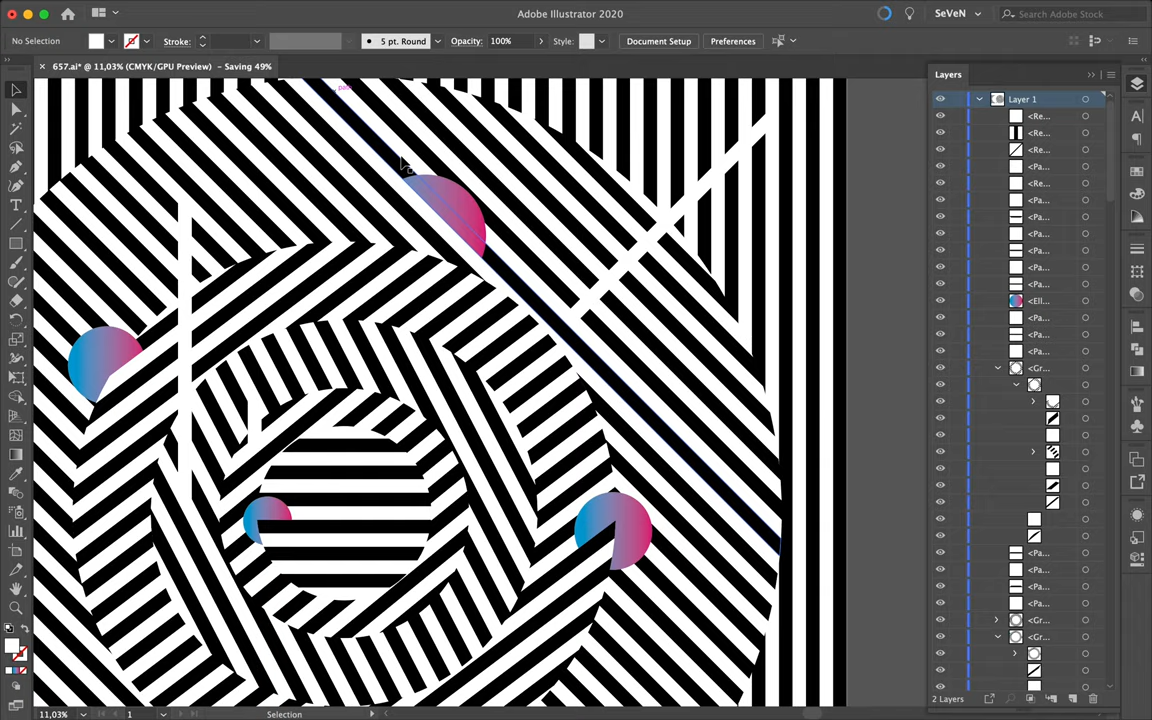 Adobe Illustrator 2020
SeVeN
Search Adobe Stock
No Selection
Stroke:
5 pt. Round
Opacity:
100%
Style:
Document Setup
Preferences
× 657.ai* @ 11,03% (CMYK/GPU Preview) – Saving 49%
path
Layers
Layer 1
<Re...
<Re...
<Re...
<Pa...
<Re...
<Pa...
<Pa...
<Pa...
<Pa...
<Pa...
<Pa...
<Ell...
<Pa...
<Pa...
<Pa...
<Gr...
<Pa...
<Pa...
<Pa...
<Pa...
<Gr...
<Gr...
2 Layers
11,03%
1
Selection